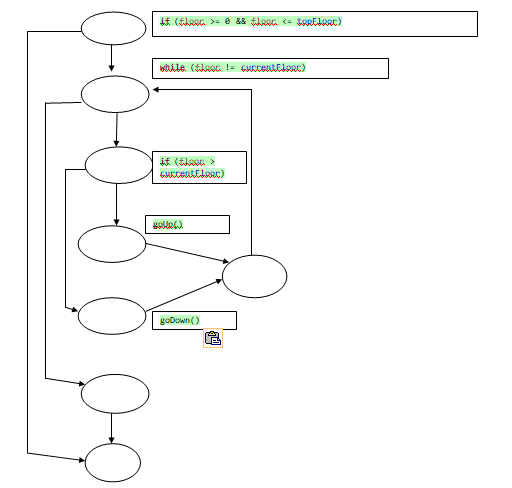 if (floor >= 0 && floor <= topFloor)
while (floor != currentFloor)
if (floor >
currentFloor)
goUp()
goDown()